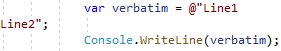 var verbatim = @"Line1
Line2";
Console.WriteLine(verbatim);